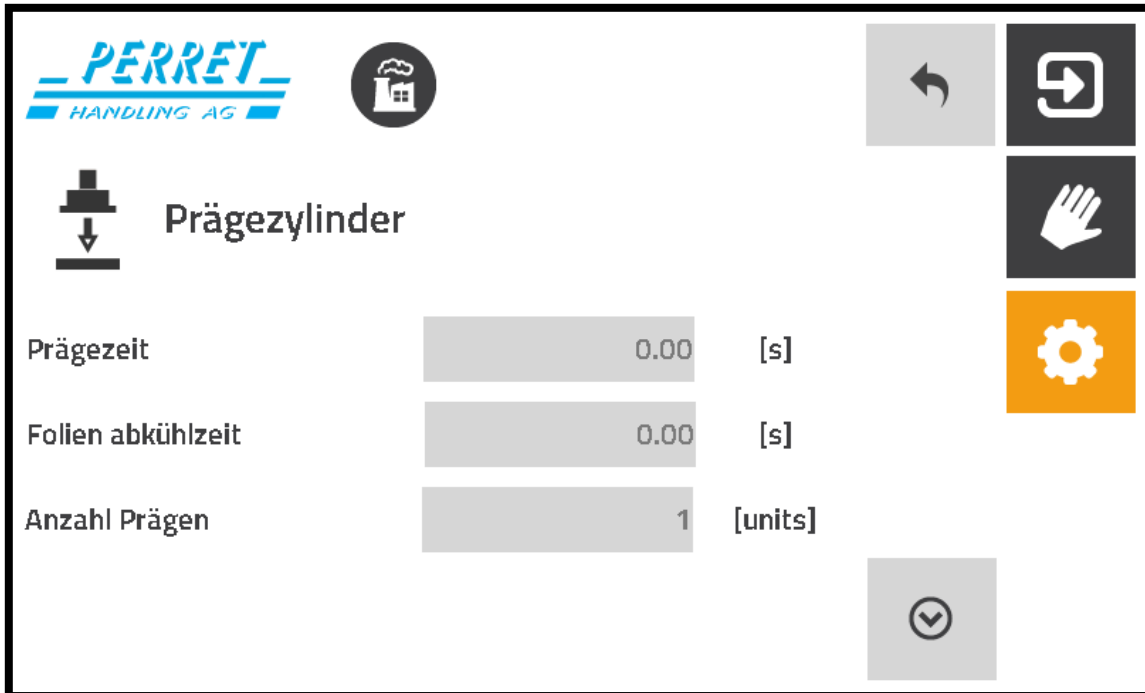 PERRET
HANDLING AG
Prägezylinder
Prägezeit 0.00 [s]
Folien abkühlzeit 0.00 [s]
Anzahl Prägen 1 [units]